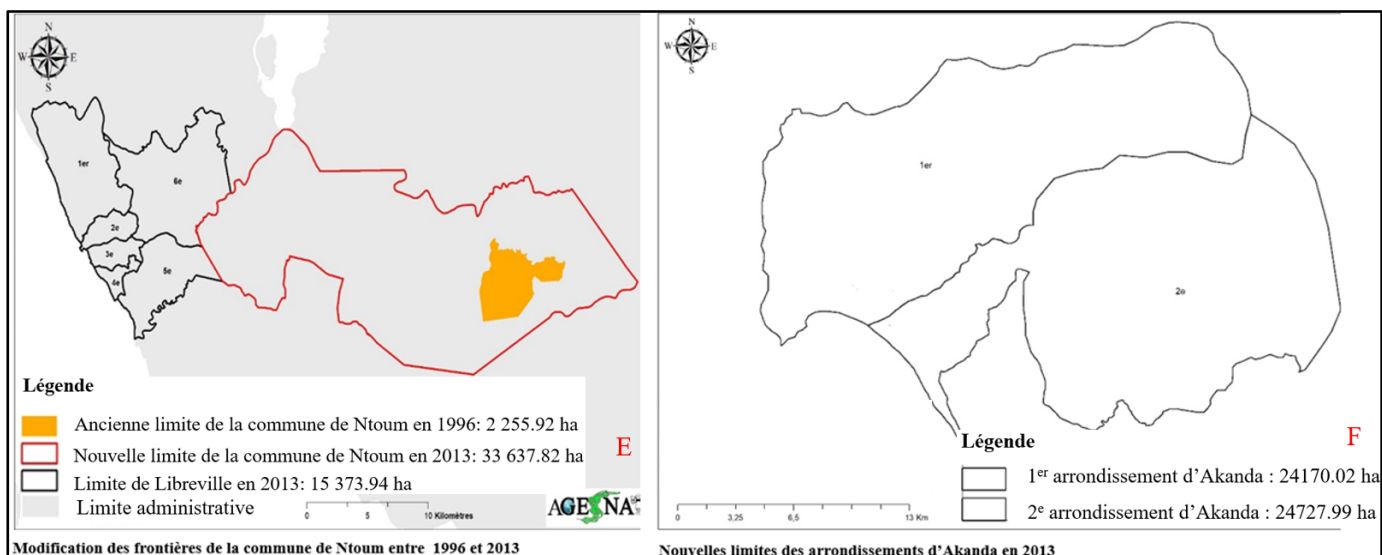 N
W E
S
1er
6e
2e
3e
4e
5e
Légende
Ancienne limite de la commune de Ntoum en 1996: 2 255.92 ha
Nouvelle limite de la commune de Ntoum en 2013: 33 637.82 ha
Limite de Libreville en 2013: 15 373.94 ha
Limite administrative
E
0 5 10 Kilomètres
AGESNA
Modification des frontières de la commune de Ntoum entre 1996 et 2013
N
W E
S
1er
2e
Légende
1er arrondissement d’Akanda : 24170.02 ha
2e arrondissement d’Akanda : 24727.99 ha
F
0 3,25 6,5 13 Km
Nouvelles limites des arrondissements d’Akanda en 2013